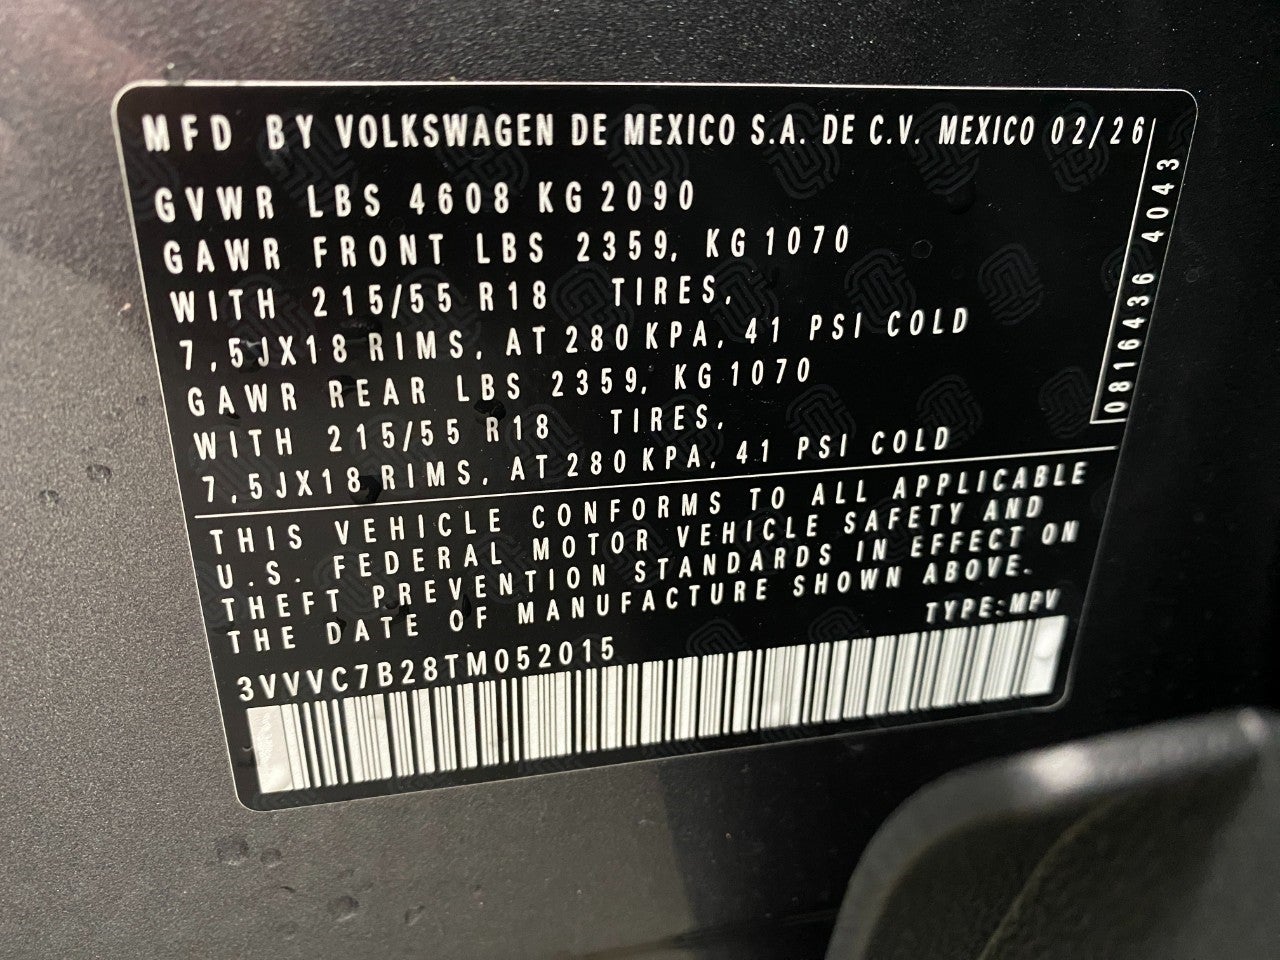 MFD BY VOLKSWAGEN DE MEXICO S.A. DE C.V. MEXICO 02/26
GVWR LBS 4608 KG 2090
GAWR FRONT LBS 2359, KG 1070
WITH 215/55 R18 TIRES,
7,5JX18 RIMS, AT 280 KPA, 41 PSI COLD
GAWR REAR LBS 2359, KG 1070
WITH 215/55 R18 TIRES,
7,5JX18 RIMS, AT 280 KPA, 41 PSI COLD
0816436 4043
THIS VEHICLE CONFORMS TO ALL APPLICABLE
U.S. FEDERAL MOTOR VEHICLE SAFETY AND
THEFT PREVENTION STANDARDS IN EFFECT ON
THE DATE OF MANUFACTURE SHOWN ABOVE.
TYPE:MPV
3VVVC7B28TM052015